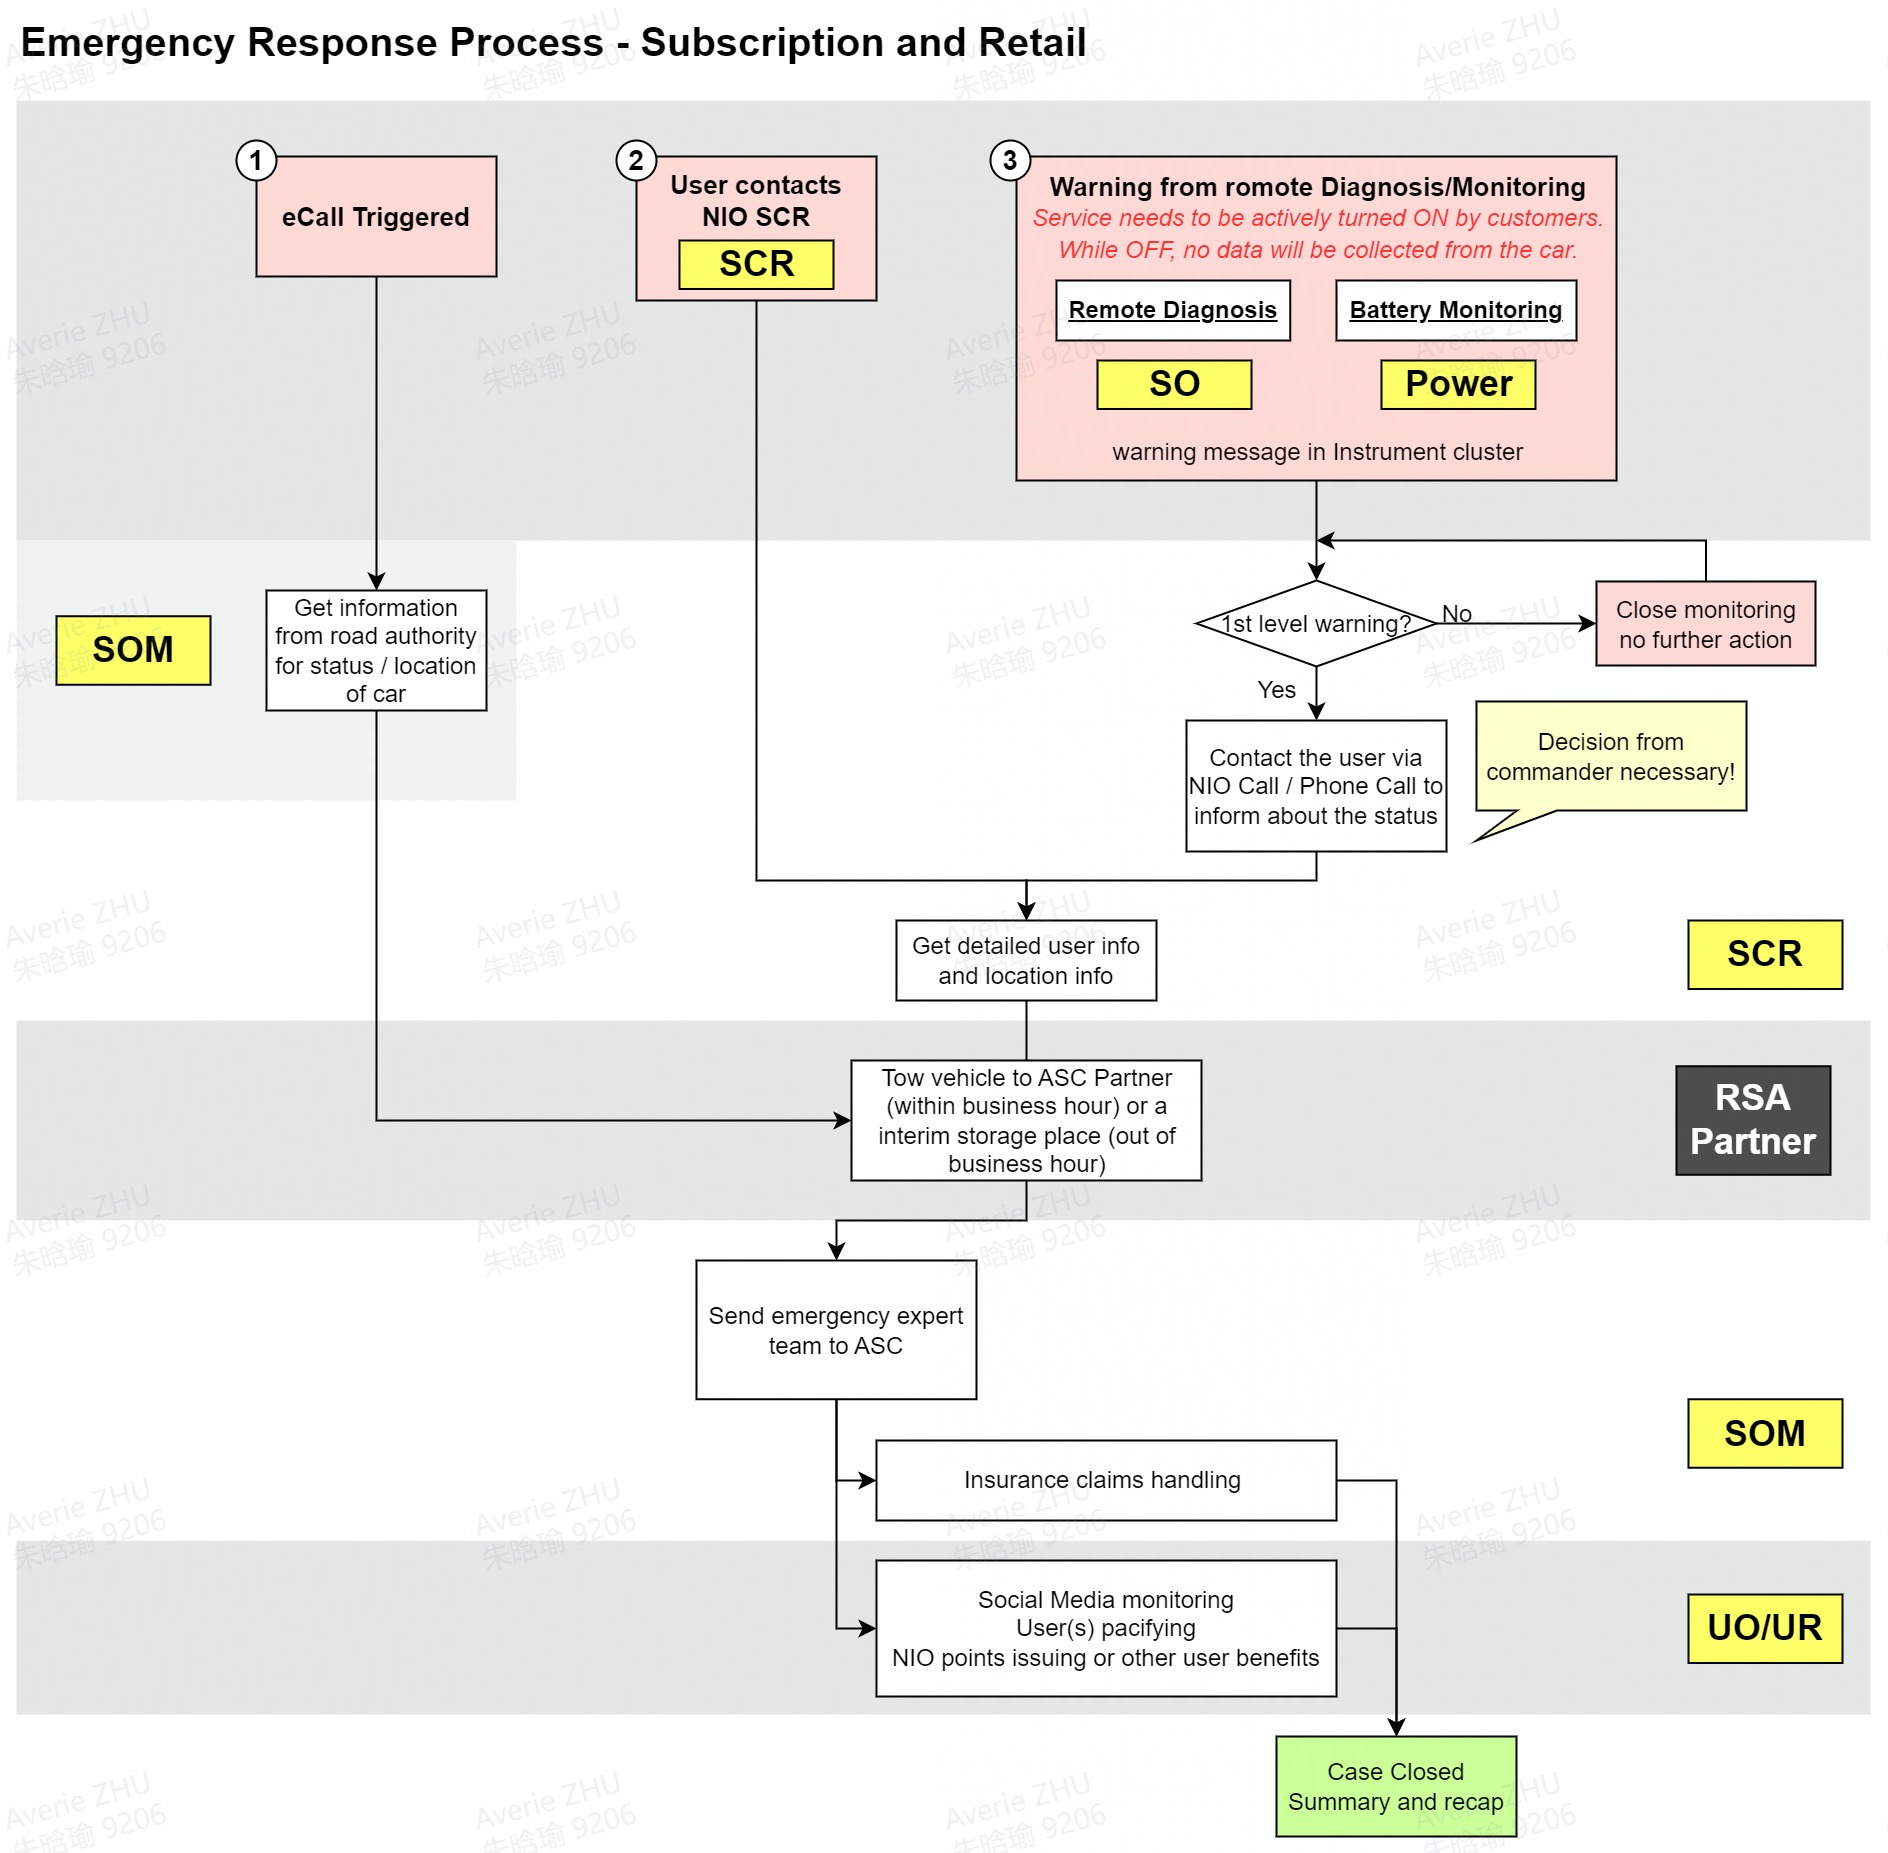 Emergency Response Process - Subscription and Retail
1
eCall Triggered
2
User contacts
NIO SCR
SCR
3
Warning from romote Diagnosis/Monitoring
Service needs to be actively turned ON by customers.
While OFF, no data will be collected from the car.
Remote Diagnosis
Battery Monitoring
SO
Power
warning message in Instrument cluster
SOM
Get information
from road authority
for status / location
of car
1st level warning?
No
Close monitoring
no further action
Yes
Contact the user via
NIO Call / Phone Call to
inform about the status
Decision from
commander necessary!
Get detailed user info
and location info
SCR
Tow vehicle to ASC Partner
(within business hour) or a
interim storage place (out of
business hour)
RSA
Partner
Send emergency expert
team to ASC
SOM
Insurance claims handling
Social Media monitoring
User(s) pacifying
NIO points issuing or other user benefits
UO/UR
Case Closed
Summary and recap
Averie ZHU
朱晗瑜 9206